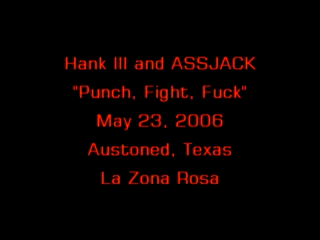 Hank III and ASSJACK
"Punch, Fight, Fuck"
May 23, 2006
Austoned, Texas
La Zona Rosa